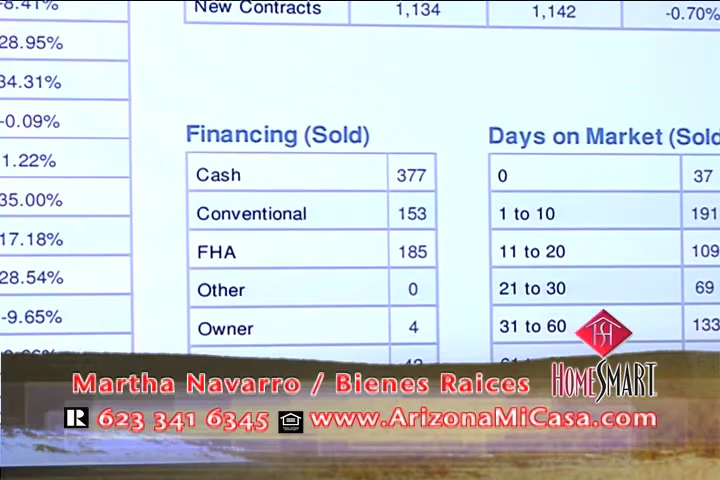 -8.41%
28.95%
34.31%
-0.09%
1.22%
35.00%
17.18%
28.54%
-9.65%
New Contracts 1,134 1,142 -0.70%
Financing (Sold)
Cash 377
Conventional 153
FHA 185
Other 0
Owner 4
Days on Market (Sold
0 37
1 to 10 191
11 to 20 109
21 to 30 69
31 to 60 133
Martha Navarro / Bienes Raices
HOMESMART
R 623 341 6345 www.ArizonaMiCasa.com